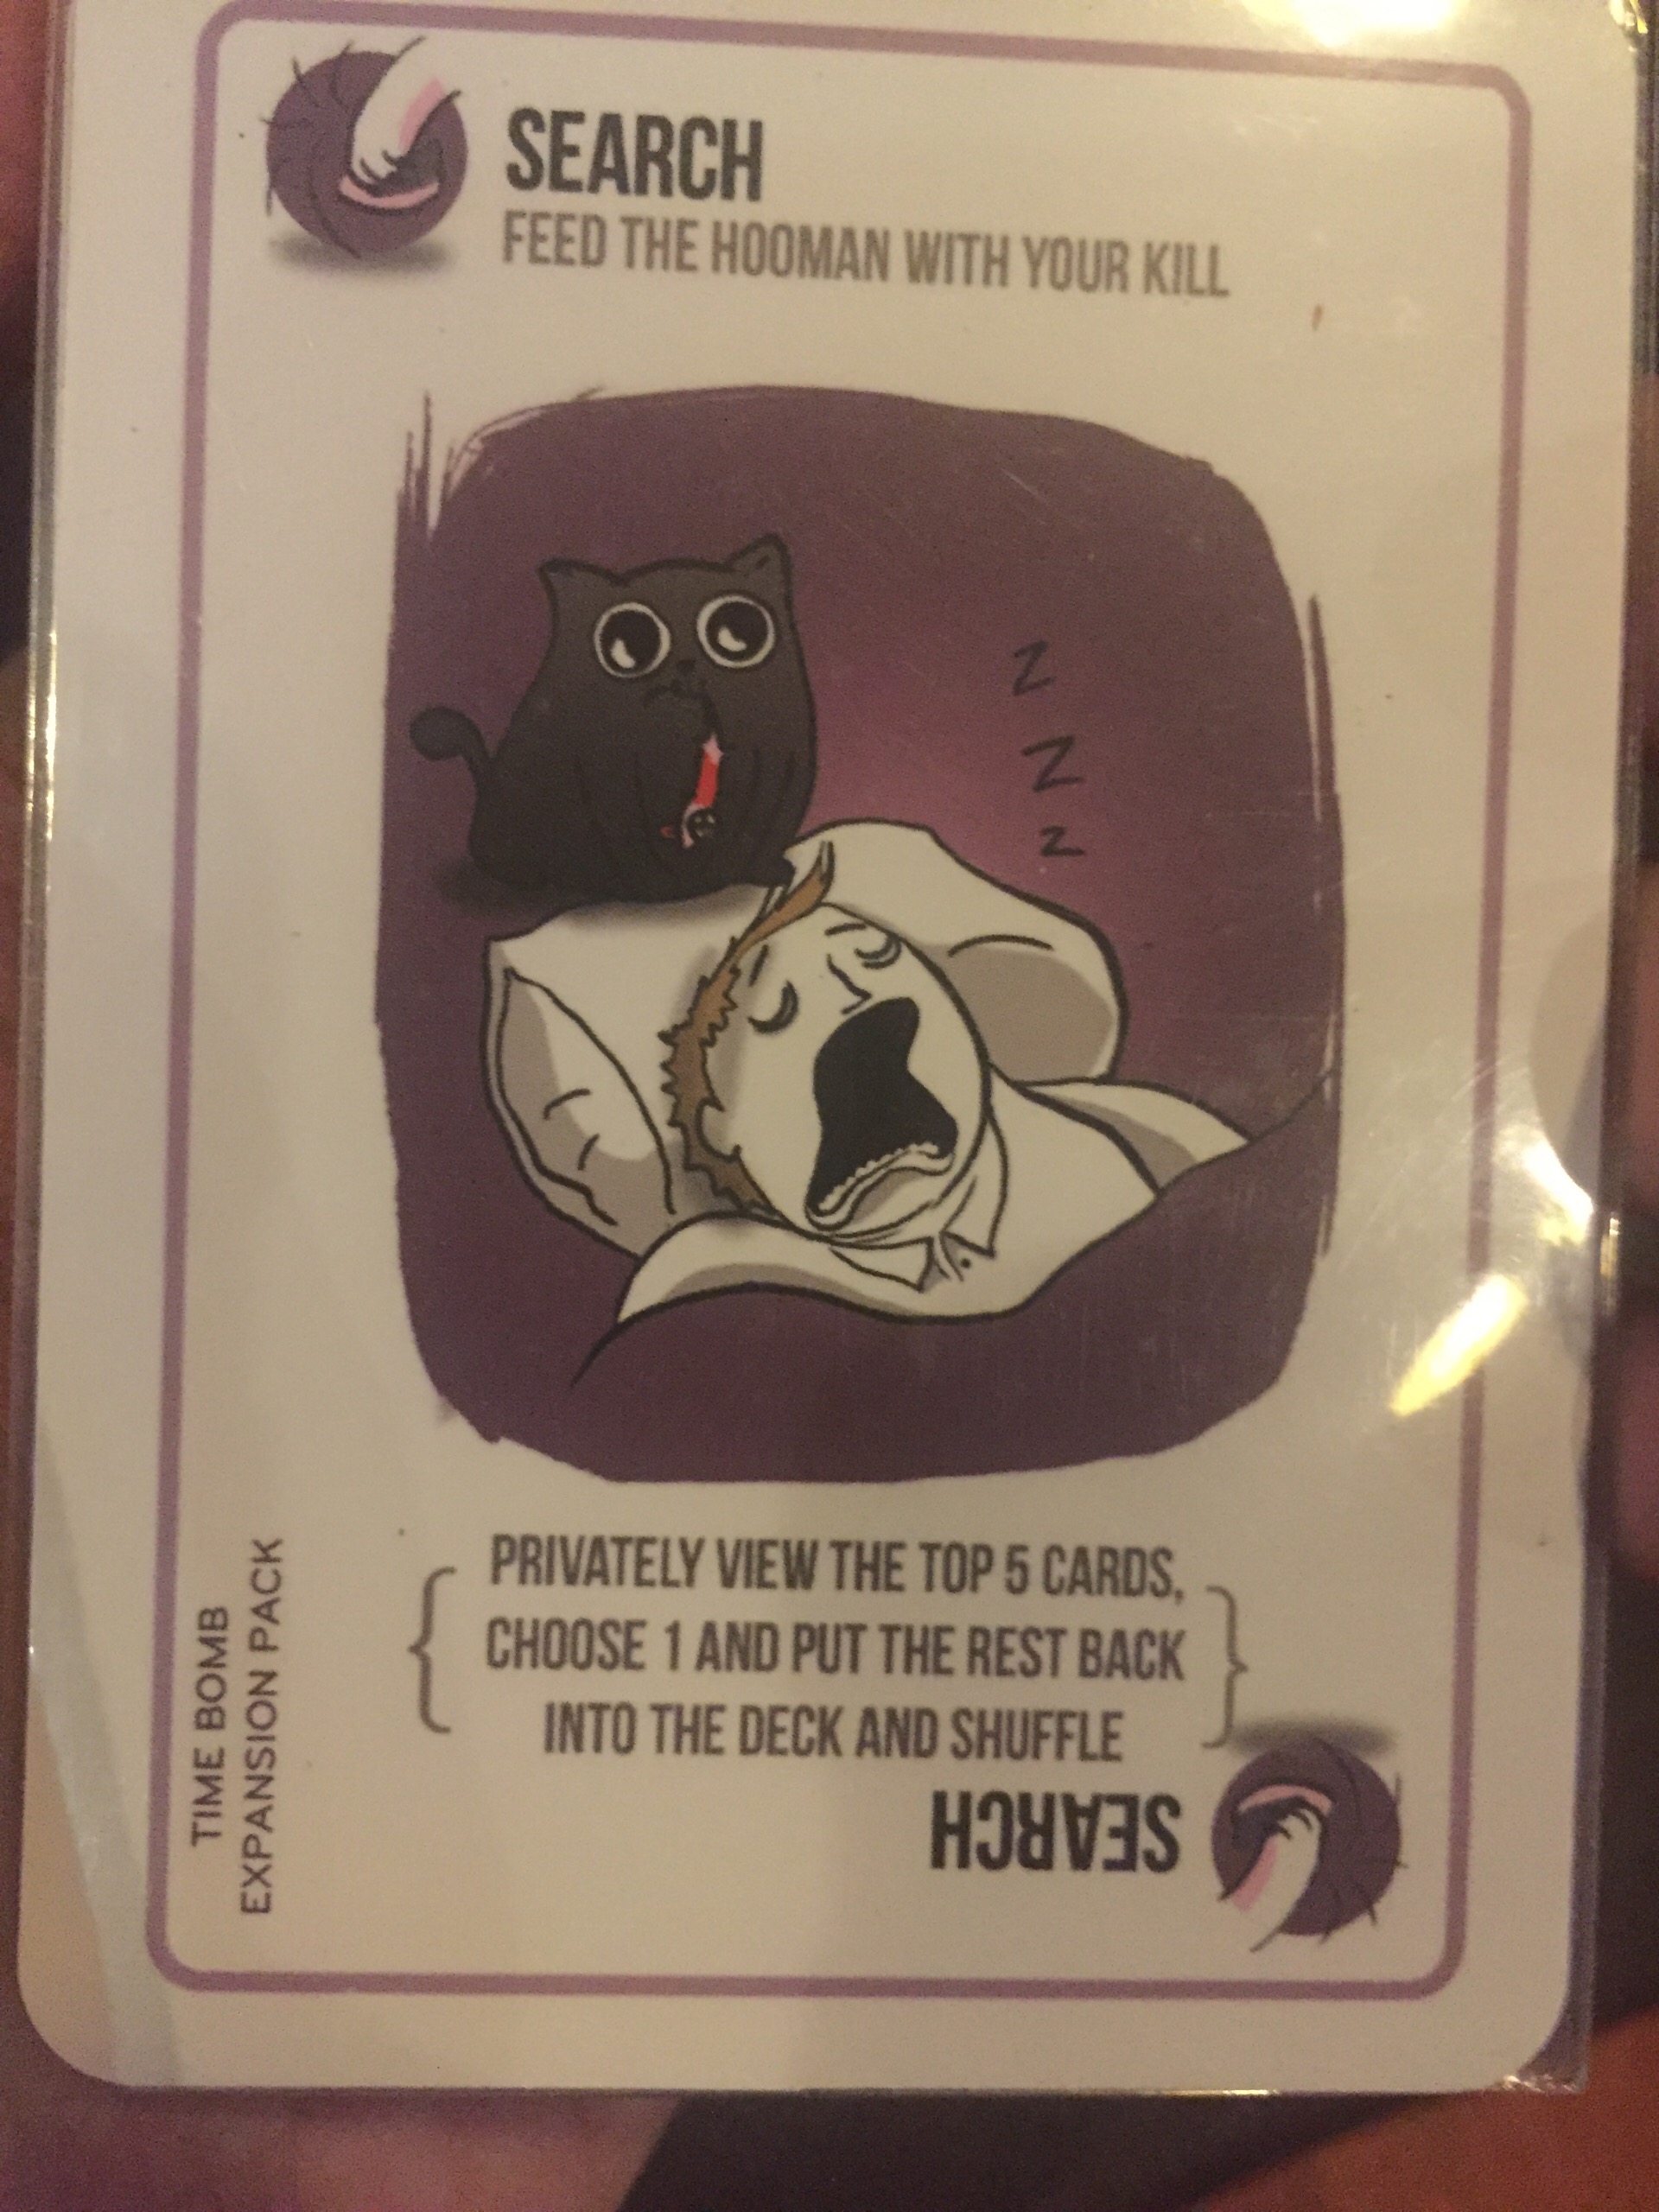 SEARCH
FEED THE HOOMAN WITH YOUR KILL
Z
Z
Z
PRIVATELY VIEW THE TOP 5 CARDS,
CHOOSE 1 AND PUT THE REST BACK
INTO THE DECK AND SHUFFLE
TIME BOMB
EXPANSION PACK
SEARCH